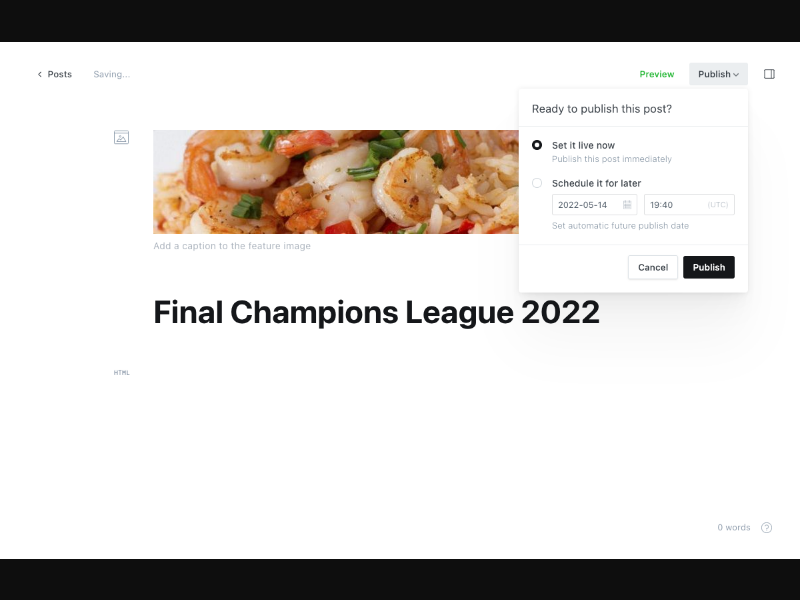 Posts
Saving...
Preview
Publish
Ready to publish this post?
Set it live now
Publish this post immediately
Schedule it for later
2022-05-14
19:40
(UTC)
Set automatic future publish date
Cancel
Publish
Add a caption to the feature image
Final Champions League 2022
HTML
0 words
?